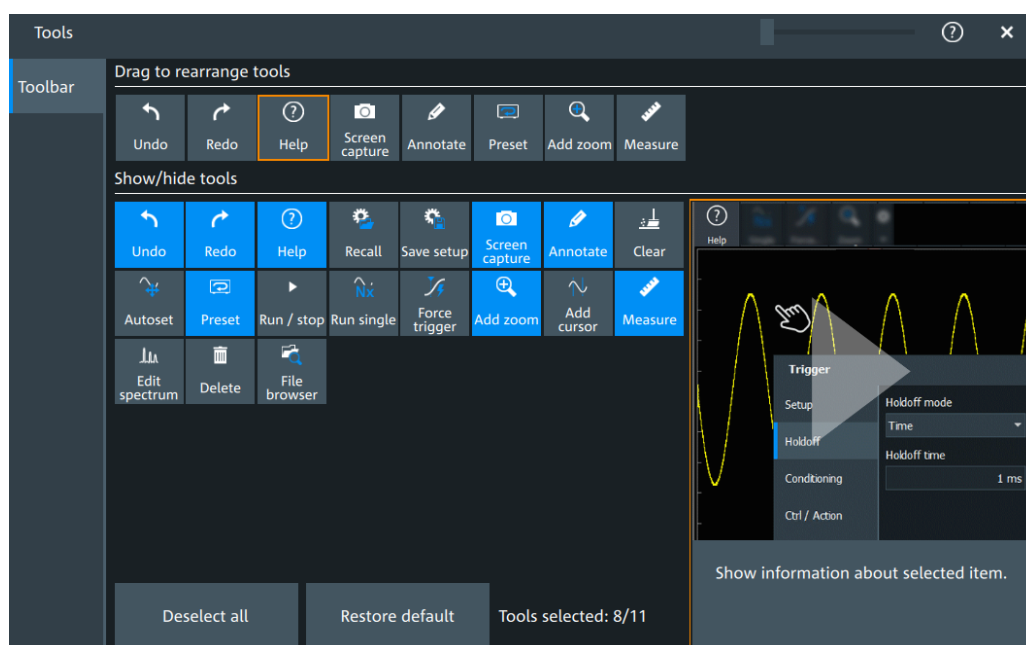 Tools
?
×
Toolbar
Drag to rearrange tools
Undo
Redo
?
Help
Screen
capture
Annotate
Preset
Add zoom
Measure
Show/hide tools
Undo
Redo
?
Help
Recall
Save setup
Screen
capture
Annotate
Clear
Autoset
Preset
Run / stop
Nx
Run single
Force
trigger
Add zoom
Add
cursor
Measure
Edit
spectrum
Delete
File
browser
?
Help
Trigger
Setup
Holdoff
Conditioning
Ctrl / Action
Holdoff mode
Time
Holdoff time
1 ms
Show information about selected item.
Deselect all
Restore default
Tools selected: 8/11